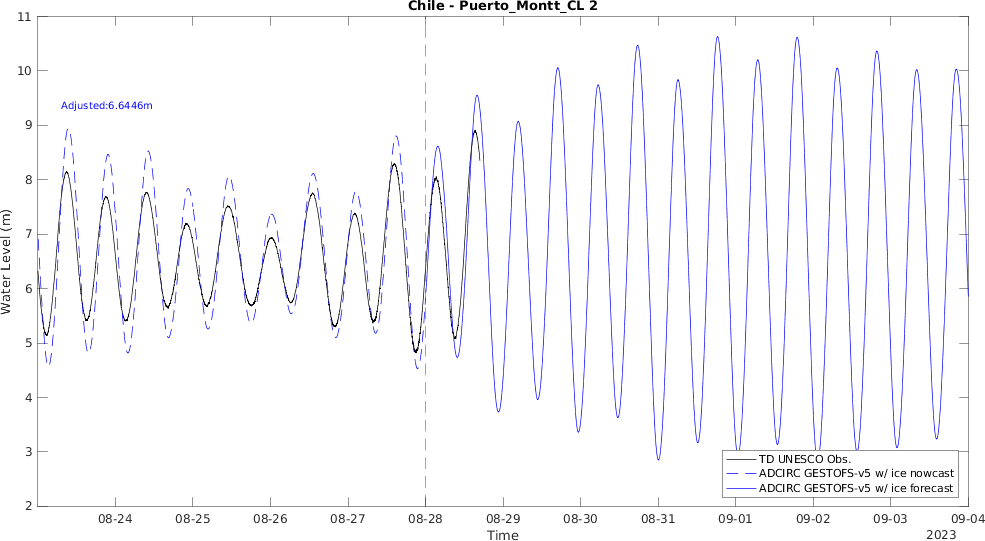 Chile - Puerto_Montt_CL 2
11
10
9
8
7
6
5
4
3
2
Water Level (m)
Adjusted:6.6446m
TD UNESCO Obs.
ADCIRC GESTOFS-v5 w/ ice nowcast
ADCIRC GESTOFS-v5 w/ ice forecast
08-24 08-25 08-26 08-27 08-28 08-29 08-30 08-31 09-01 09-02 09-03 09-04
Time
2023